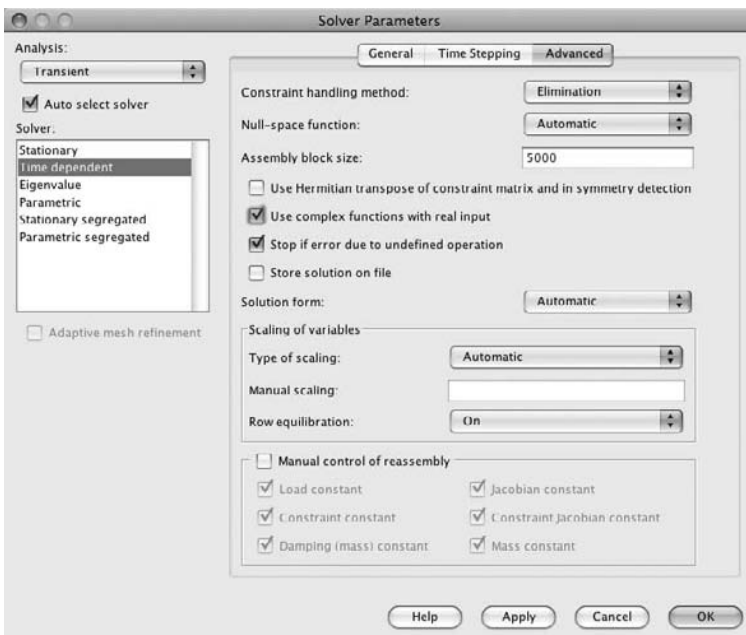 Solver Parameters
Analysis:
Transient
Auto select solver
Solver:
Stationary
Time dependent
Eigenvalue
Parametric
Stationary segregated
Parametric segregated
Adaptive mesh refinement
General Time Stepping Advanced
Constraint handling method: Elimination
Null-space function: Automatic
Assembly block size: 5000
Use Hermitian transpose of constraint matrix and in symmetry detection
Use complex functions with real input
Stop if error due to undefined operation
Store solution on file
Solution form: Automatic
Scaling of variables
Type of scaling: Automatic
Manual scaling:
Row equilibration: On
Manual control of reassembly
Load constant Jacobian constant
Constraint constant Constraint Jacobian constant
Damping (mass) constant Mass constant
Help Apply Cancel OK